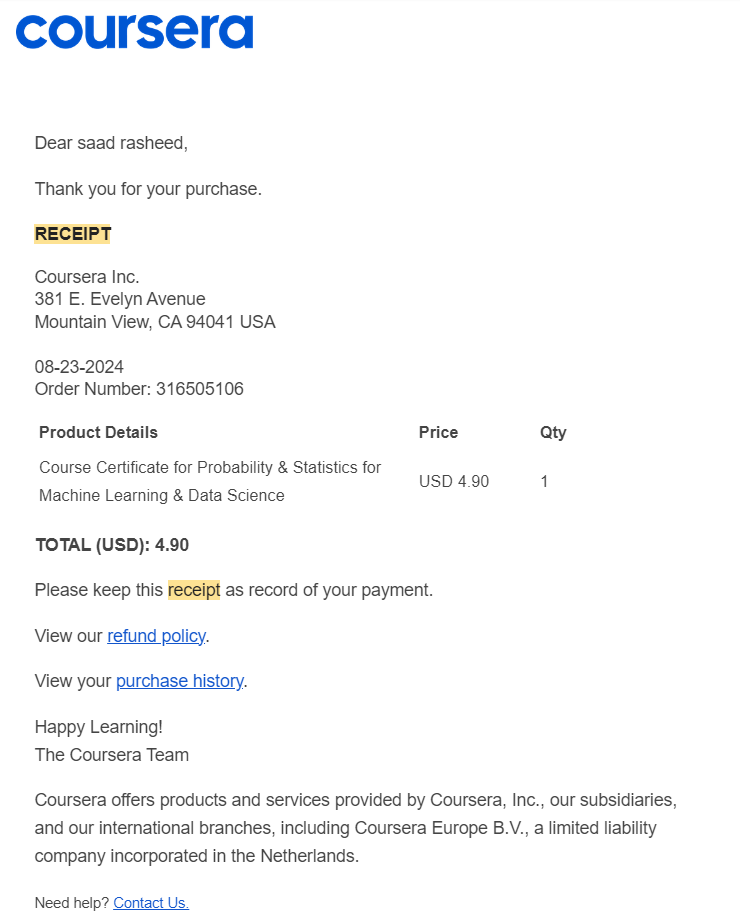 coursera
Dear saad rasheed,
Thank you for your purchase.
RECEIPT
Coursera Inc.
381 E. Evelyn Avenue
Mountain View, CA 94041 USA
08-23-2024
Order Number: 316505106
Product Details Price Qty
Course Certificate for Probability & Statistics for
Machine Learning & Data Science
USD 4.90 1
TOTAL (USD): 4.90
Please keep this receipt as record of your payment.
View our refund policy.
View your purchase history.
Happy Learning!
The Coursera Team
Coursera offers products and services provided by Coursera, Inc., our subsidiaries,
and our international branches, including Coursera Europe B.V., a limited liability
company incorporated in the Netherlands.
Need help? Contact Us.